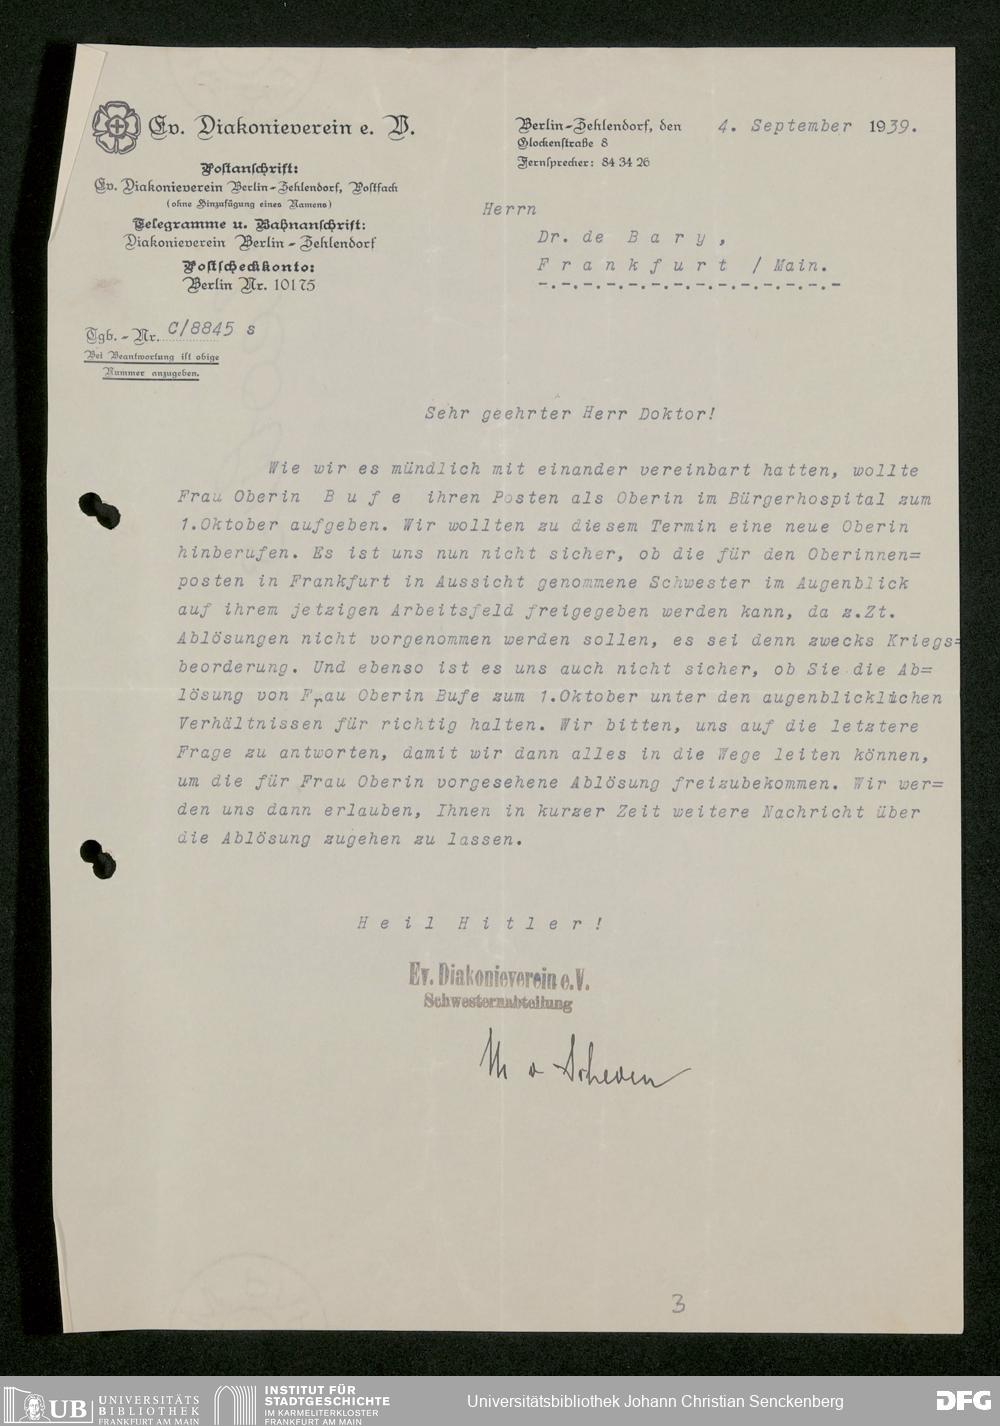 Ev. Diakonieverein e. V.
Postanschrift:
Ev. Diakonieverein Berlin-Zehlendorf, Postfach
(ohne Hinzufügung eines Namens)
Telegramme u. Bahnanschrift:
Diakonieverein Berlin-Zehlendorf
Postscheckkonto:
Berlin Nr. 10175
Tgb.-Nr. C/8845 s
Bei Beantwortung ist obige
Nummer anzugeben.
Berlin-Zehlendorf, den 4. September 1939.
Glockenstraße 8
Fernsprecher: 84 34 26
Herrn
Dr. de Bary,
Frankfurt /Main.
-.-.-.-.-.-.-.-.-.-.-.-.-.-
Sehr geehrter Herr Doktor!
Wie wir es mündlich mit einander vereinbart hatten, wollte
Frau Oberin Bufe ihren Posten als Oberin im Bürgerhospital zum
1.Oktober aufgeben. Wir wollten zu diesem Termin eine neue Oberin
hinberufen. Es ist uns nun nicht sicher, ob die für den Oberinnen=
posten in Frankfurt in Aussicht genommene Schwester im Augenblick
auf ihrem jetzigen Arbeitsfeld freigegeben werden kann, da z.Zt.
Ablösungen nicht vorgenommen werden sollen, es sei denn zwecks Kriegs=
beorderung. Und ebenso ist es uns auch nicht sicher, ob Sie die Ab=
lösung von Frau Oberin Bufe zum 1.Oktober unter den augenblicklichen
Verhältnissen für richtig halten. Wir bitten, uns auf die letztere
Frage zu antworten, damit wir dann alles in die Wege leiten können,
um die für Frau Oberin vorgesehene Ablösung freizubekommen. Wir wer=
den uns dann erlauben, Ihnen in kurzer Zeit weitere Nachricht über
die Ablösung zugehen zu lassen.
Heil Hitler!
Ev. Diakonieverein e.V.
Schwesternabteilung
M v Scheven
3
UB UNIVERSITÄTS
BIBLIOTHEK
FRANKFURT AM MAIN
INSTITUT FÜR
STADTGESCHICHTE
IM KARMELITERKLOSTER
FRANKFURT AM MAIN
Universitätsbibliothek Johann Christian Senckenberg
DFG